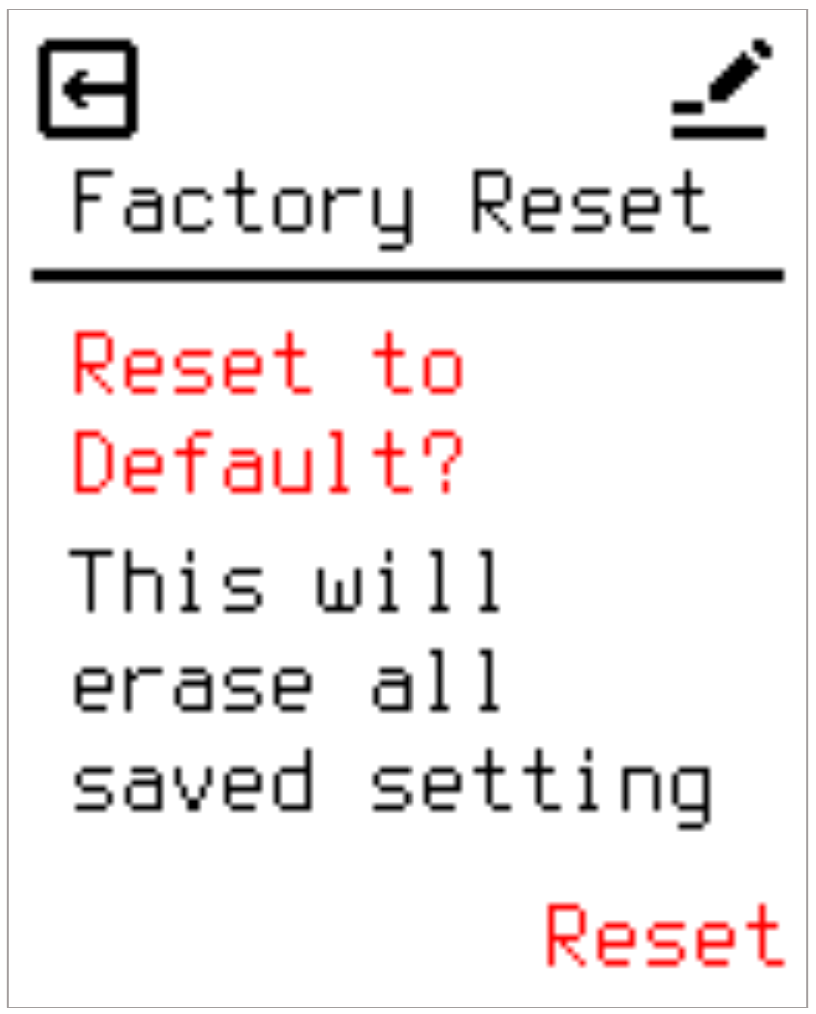 Factory Reset
Reset to
Default?
This will
erase all
saved setting
Reset